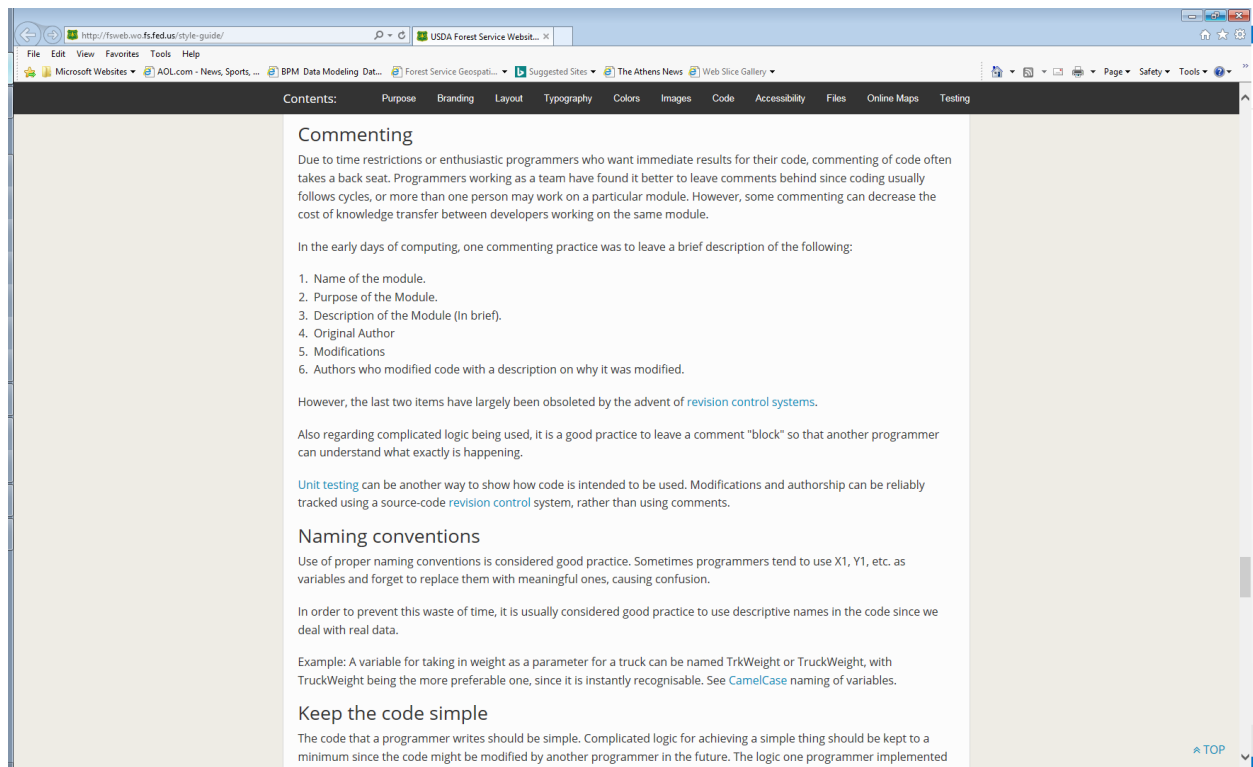 http://fsweb.wo.fs.fed.us/style-guide/
USDA Forest Service Websit...
File Edit View Favorites Tools Help
Microsoft Websites AOL.com - News, Sports, ... BPM Data Modeling Dat... Forest Service Geospati... Suggested Sites The Athens News Web Slice Gallery Page Safety Tools
Contents: Purpose Branding Layout Typography Colors Images Code Accessibility Files Online Maps Testing
Commenting
Due to time restrictions or enthusiastic programmers who want immediate results for their code, commenting of code often
takes a back seat. Programmers working as a team have found it better to leave comments behind since coding usually
follows cycles, or more than one person may work on a particular module. However, some commenting can decrease the
cost of knowledge transfer between developers working on the same module.
In the early days of computing, one commenting practice was to leave a brief description of the following:
1. Name of the module.
2. Purpose of the Module.
3. Description of the Module (In brief).
4. Original Author
5. Modifications
6. Authors who modified code with a description on why it was modified.
However, the last two items have largely been obsoleted by the advent of revision control systems.
Also regarding complicated logic being used, it is a good practice to leave a comment "block" so that another programmer
can understand what exactly is happening.
Unit testing can be another way to show how code is intended to be used. Modifications and authorship can be reliably
tracked using a source-code revision control system, rather than using comments.
Naming conventions
Use of proper naming conventions is considered good practice. Sometimes programmers tend to use X1, Y1, etc. as
variables and forget to replace them with meaningful ones, causing confusion.
In order to prevent this waste of time, it is usually considered good practice to use descriptive names in the code since we
deal with real data.
Example: A variable for taking in weight as a parameter for a truck can be named TrkWeight or TruckWeight, with
TruckWeight being the more preferable one, since it is instantly recognisable. See CamelCase naming of variables.
Keep the code simple
The code that a programmer writes should be simple. Complicated logic for achieving a simple thing should be kept to a
minimum since the code might be modified by another programmer in the future. The logic one programmer implemented
TOP